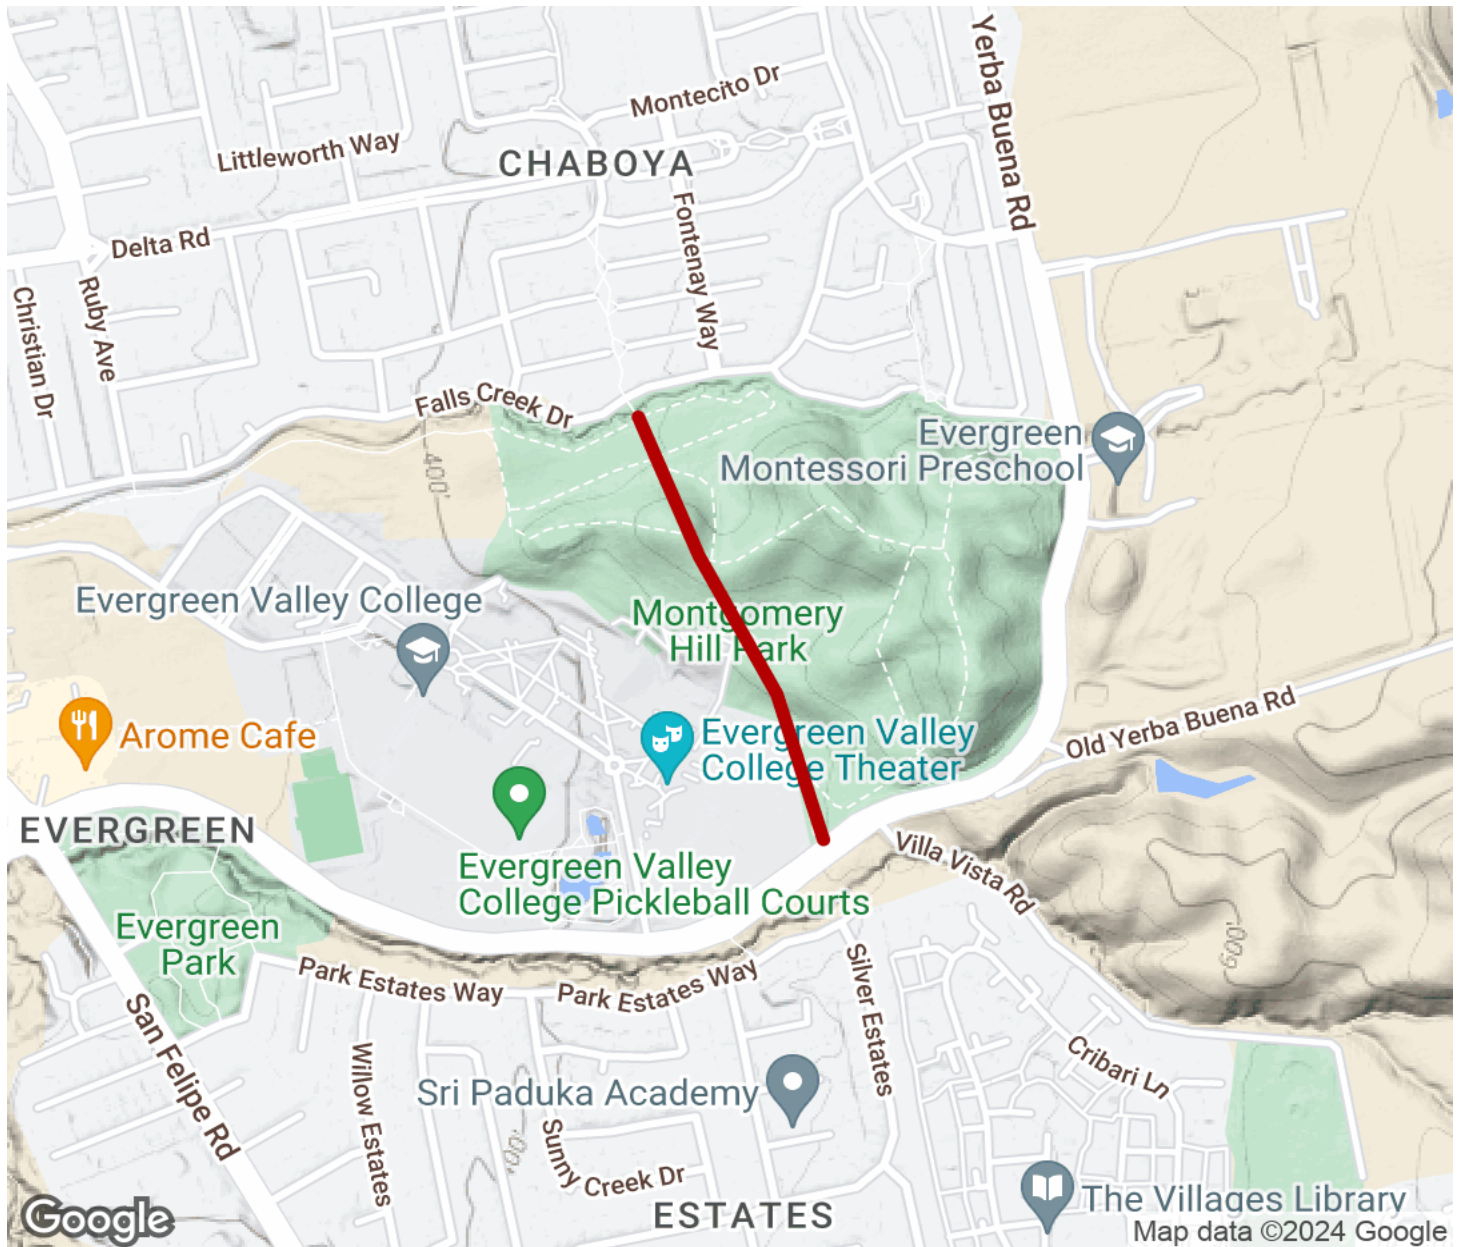 Yerba Buena Rd
Montecito Dr
Littleworth Way
CHABOYA
Fontenay Way
Delta Rd
Ruby Ave
Christian Dr
Falls Creek Dr
400'
Evergreen
Montessori Preschool
Evergreen Valley College
Montgomery
Hill Park
Arome Cafe
Evergreen Valley
College Theater
Old Yerba Buena Rd
EVERGREEN
Villa Vista Rd
Evergreen Valley
College Pickleball Courts
Evergreen
Park
600'
Park Estates Way
Park Estates Way
Silver Estates
San Felipe Rd
Willow Estates
Cribari Ln
Sri Paduka Academy
Sunny Creek Dr
ESTATES
The Villages Library
Google
Map data ©2024 Google